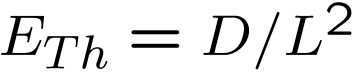 E_{Th} = D/L^2